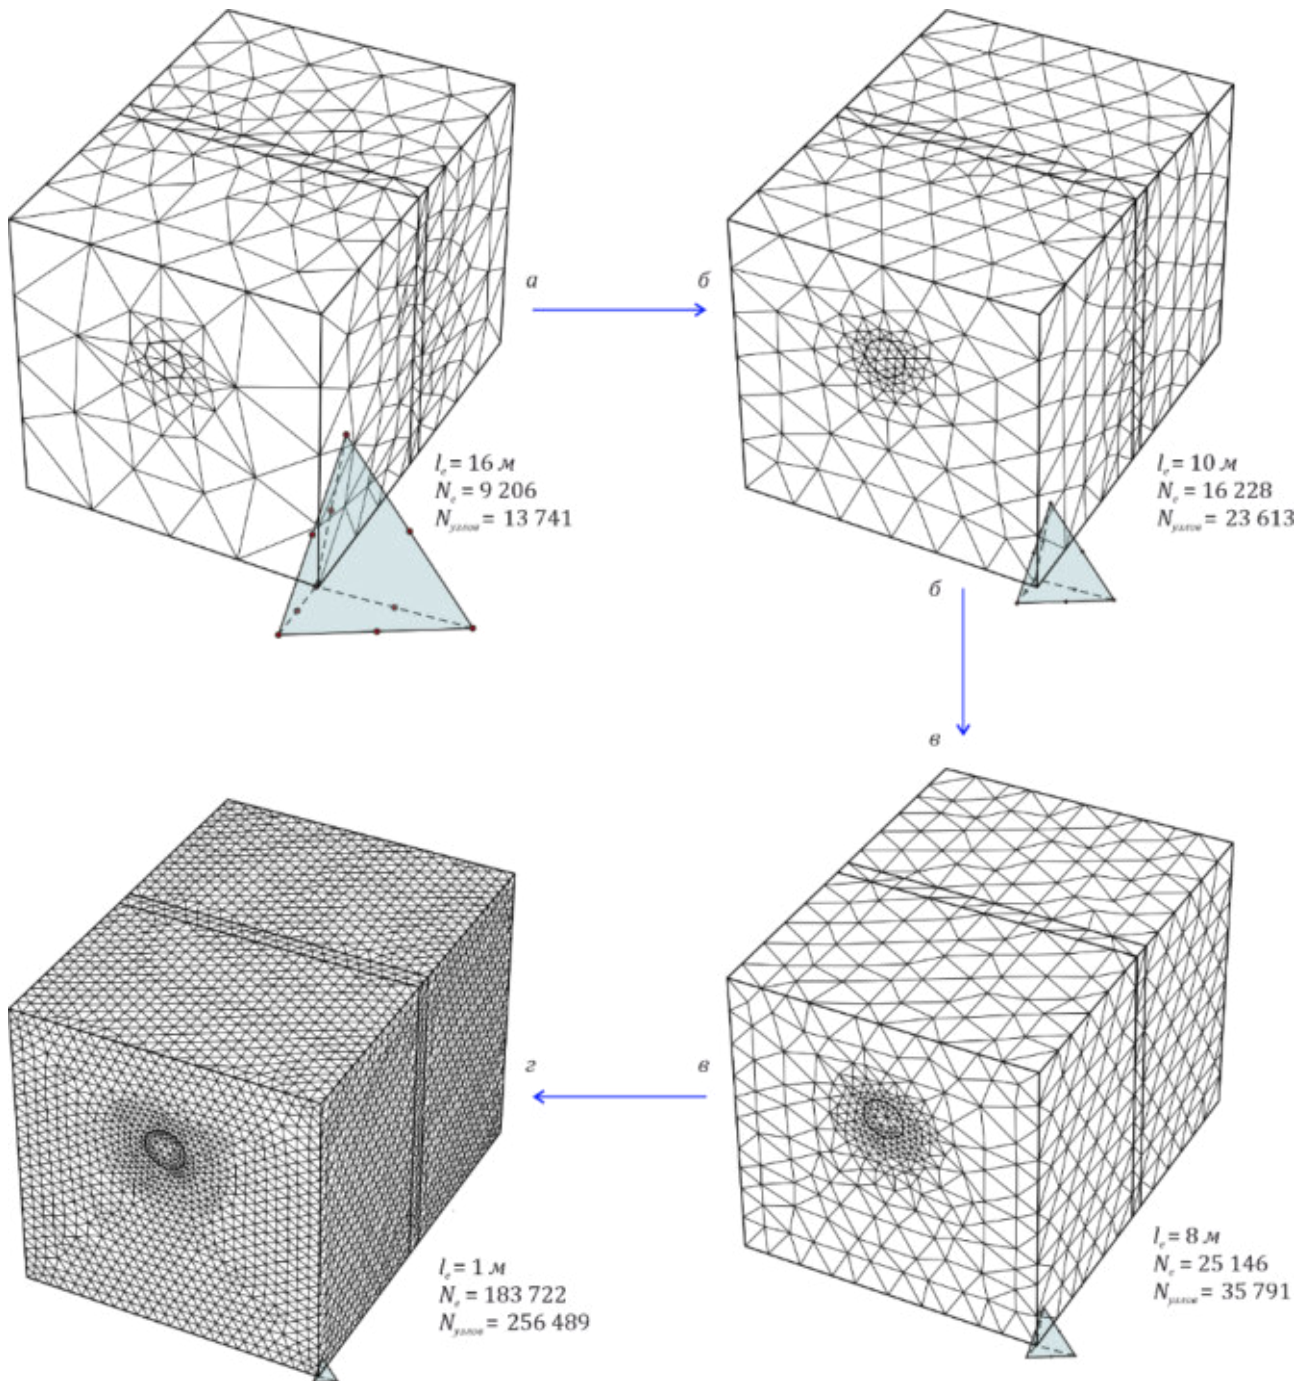 а
б
lₑ = 16 м
Nₑ = 9 206
Nузлов = 13 741
lₑ = 10 м
Nₑ = 16 228
Nузлов = 23 613
б
в
г
в
lₑ = 1 м
Nₑ = 183 722
Nузлов = 256 489
lₑ = 8 м
Nₑ = 25 146
Nузлов = 35 791